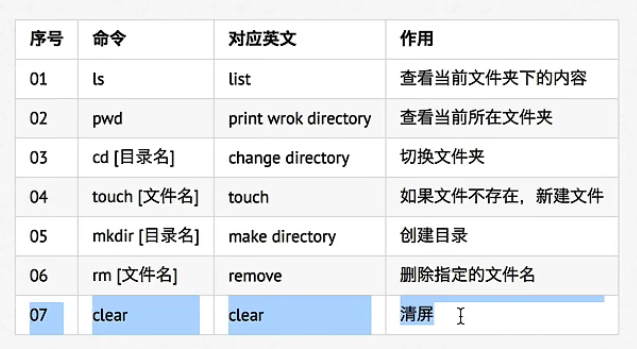 序号 命令 对应英文 作用
01 ls list 查看当前文件夹下的内容
02 pwd print wrok directory 查看当前所在文件夹
03 cd [目录名] change directory 切换文件夹
04 touch [文件名] touch 如果文件不存在，新建文件
05 mkdir [目录名] make directory 创建目录
06 rm [文件名] remove 删除指定的文件名
07 clear clear 清屏